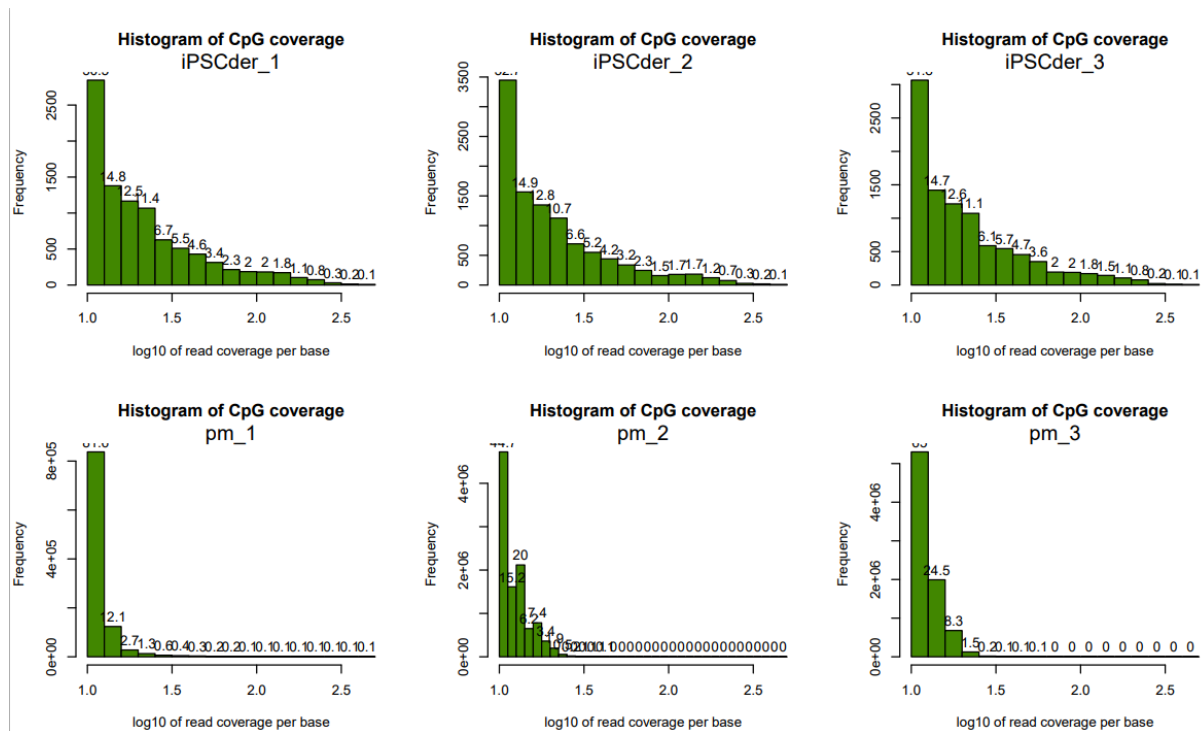 Histogram of CpG coverage
iPSCder_1
Frequency
0 500 1500 2500
14.8 12.5 11.4 6.7 5.5 4.6 3.4 2.3 2 2 1.8 1.1 0.8 0.3 0.2 0.1
1.0 1.5 2.0 2.5
log10 of read coverage per base
Histogram of CpG coverage
iPSCder_2
Frequency
0 500 1500 2500 3500
14.9 12.8 10.7 6.6 5.2 4.2 3.2 2.3 1.5 1.7 1.7 1.2 0.7 0.3 0.2 0.1
1.0 1.5 2.0 2.5
log10 of read coverage per base
Histogram of CpG coverage
iPSCder_3
Frequency
0 500 1500 2500
14.7 12.6 11.1 6.1 5.7 4.7 3.6 2 2 1.8 1.5 1.1 0.8 0.2 0.1 0.1
1.0 1.5 2.0 2.5
log10 of read coverage per base
Histogram of CpG coverage
pm_1
Frequency
0e+00 4e+05 8e+05
12.1 2.7 1.3 0.6 0.4 0.3 0.2 0.2 0.1 0.1 0.1 0.1 0.1 0.1 0.1 0.1
1.0 1.5 2.0 2.5
log10 of read coverage per base
Histogram of CpG coverage
pm_2
Frequency
0e+00 2e+06 4e+06
44.7 15.2 20 6.2 7.4 3.4 1.9
1.0 1.5 2.0 2.5
log10 of read coverage per base
Histogram of CpG coverage
pm_3
Frequency
0e+00 2e+06 4e+06
24.5 8.3 1.5 0.2 0.1 0.1 0.1 0 0 0 0 0 0 0 0 0
1.0 1.5 2.0 2.5
log10 of read coverage per base